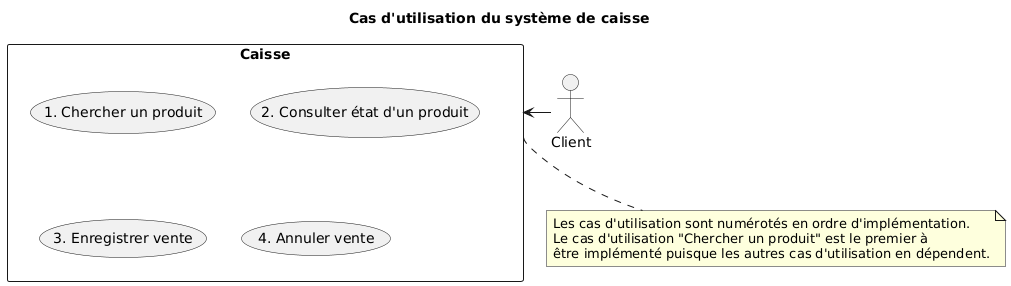 Cas d'utilisation du système de caisse
Caisse
1. Chercher un produit
2. Consulter état d'un produit
Client
3. Enregistrer vente
4. Annuler vente
Les cas d'utilisation sont numérotés en ordre d'implémentation.
Le cas d'utilisation "Chercher un produit" est le premier à
être implémenté puisque les autres cas d'utilisation en dépendent.